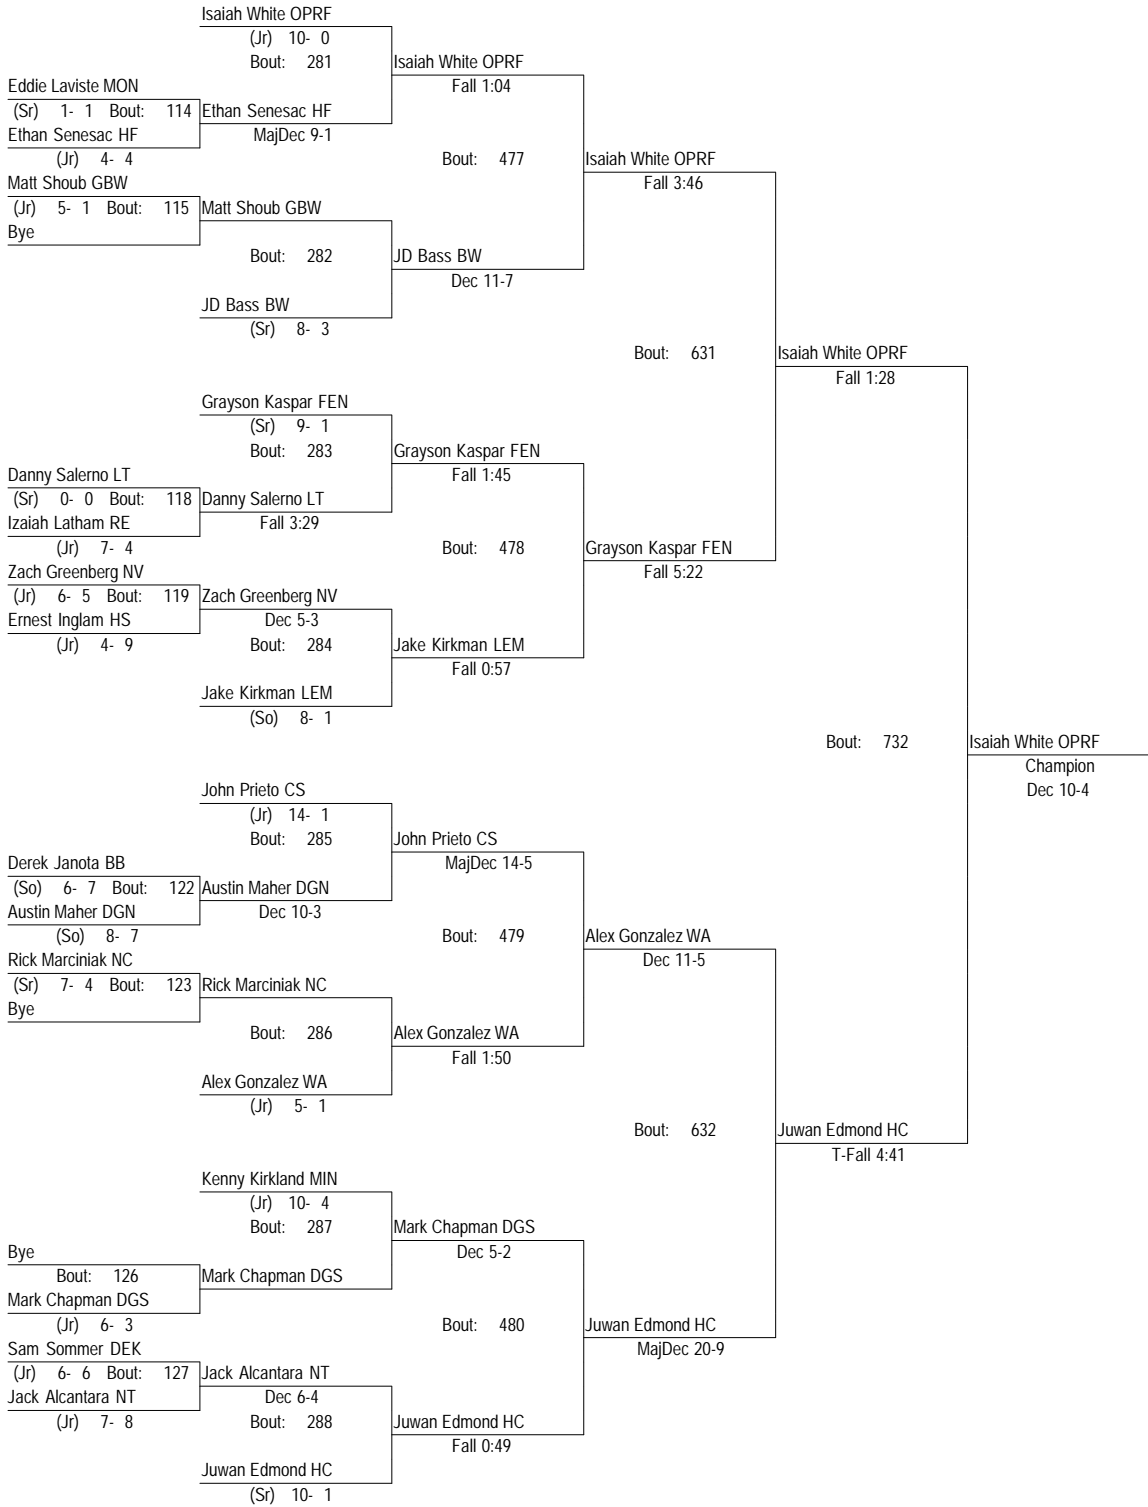 Isaiah White OPRF
(Jr) 10- 0
Bout: 281
Isaiah White OPRF
Fall 1:04
Eddie Laviste MON
(Sr) 1- 1 Bout: 114
Ethan Senesac HF
MajDec 9-1
Ethan Senesac HF
(Jr) 4- 4
Bout: 477
Isaiah White OPRF
Fall 3:46
Matt Shoub GBW
(Jr) 5- 1 Bout: 115
Matt Shoub GBW
Bye
Bout: 282
JD Bass BW
Dec 11-7
JD Bass BW
(Sr) 8- 3
Bout: 631
Isaiah White OPRF
Fall 1:28
Grayson Kaspar FEN
(Sr) 9- 1
Bout: 283
Grayson Kaspar FEN
Fall 1:45
Danny Salerno LT
(Sr) 0- 0 Bout: 118
Danny Salerno LT
Fall 3:29
Izaiah Latham RE
(Jr) 7- 4
Bout: 478
Grayson Kaspar FEN
Fall 5:22
Zach Greenberg NV
(Jr) 6- 5 Bout: 119
Zach Greenberg NV
Dec 5-3
Ernest Inglam HS
(Jr) 4- 9
Bout: 284
Jake Kirkman LEM
Fall 0:57
Jake Kirkman LEM
(So) 8- 1
Bout: 732
Isaiah White OPRF
Champion
Dec 10-4
John Prieto CS
(Jr) 14- 1
Bout: 285
John Prieto CS
MajDec 14-5
Derek Janota BB
(So) 6- 7 Bout: 122
Austin Maher DGN
Dec 10-3
Austin Maher DGN
(So) 8- 7
Bout: 479
Alex Gonzalez WA
Dec 11-5
Rick Marciniak NC
(Sr) 7- 4 Bout: 123
Rick Marciniak NC
Bye
Bout: 286
Alex Gonzalez WA
Fall 1:50
Alex Gonzalez WA
(Jr) 5- 1
Bout: 632
Juwan Edmond HC
T-Fall 4:41
Kenny Kirkland MIN
(Jr) 10- 4
Bout: 287
Mark Chapman DGS
Dec 5-2
Bye
Bout: 126
Mark Chapman DGS
Mark Chapman DGS
(Jr) 6- 3
Bout: 480
Juwan Edmond HC
MajDec 20-9
Sam Sommer DEK
(Jr) 6- 6 Bout: 127
Jack Alcantara NT
Dec 6-4
Jack Alcantara NT
(Jr) 7- 8
Bout: 288
Juwan Edmond HC
Fall 0:49
Juwan Edmond HC
(Sr) 10- 1